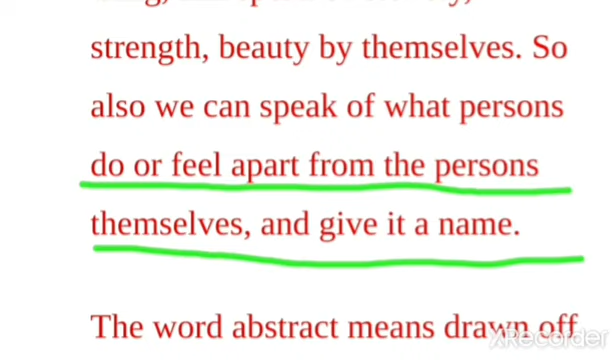 strength, beauty by themselves. So
also we can speak of what persons
do or feel apart from the persons
themselves, and give it a name.
The word abstract means drawn off
XRecorder